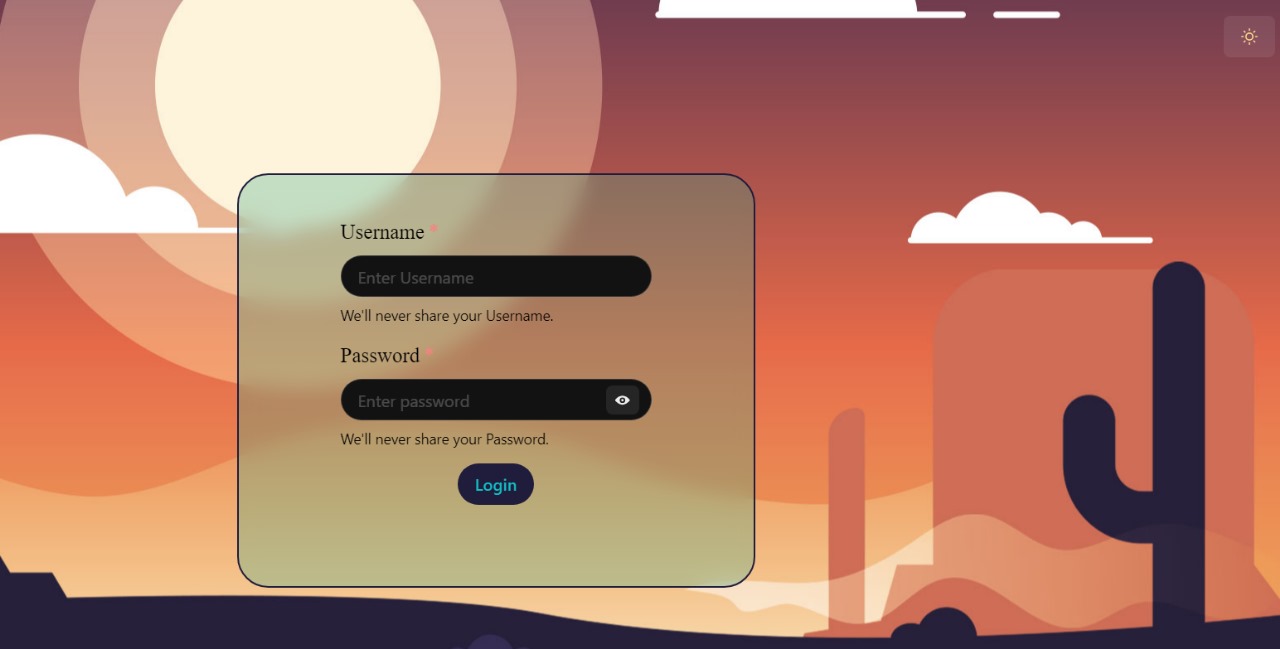 Username *
Enter Username
We'll never share your Username.
Password *
Enter password
We'll never share your Password.
Login